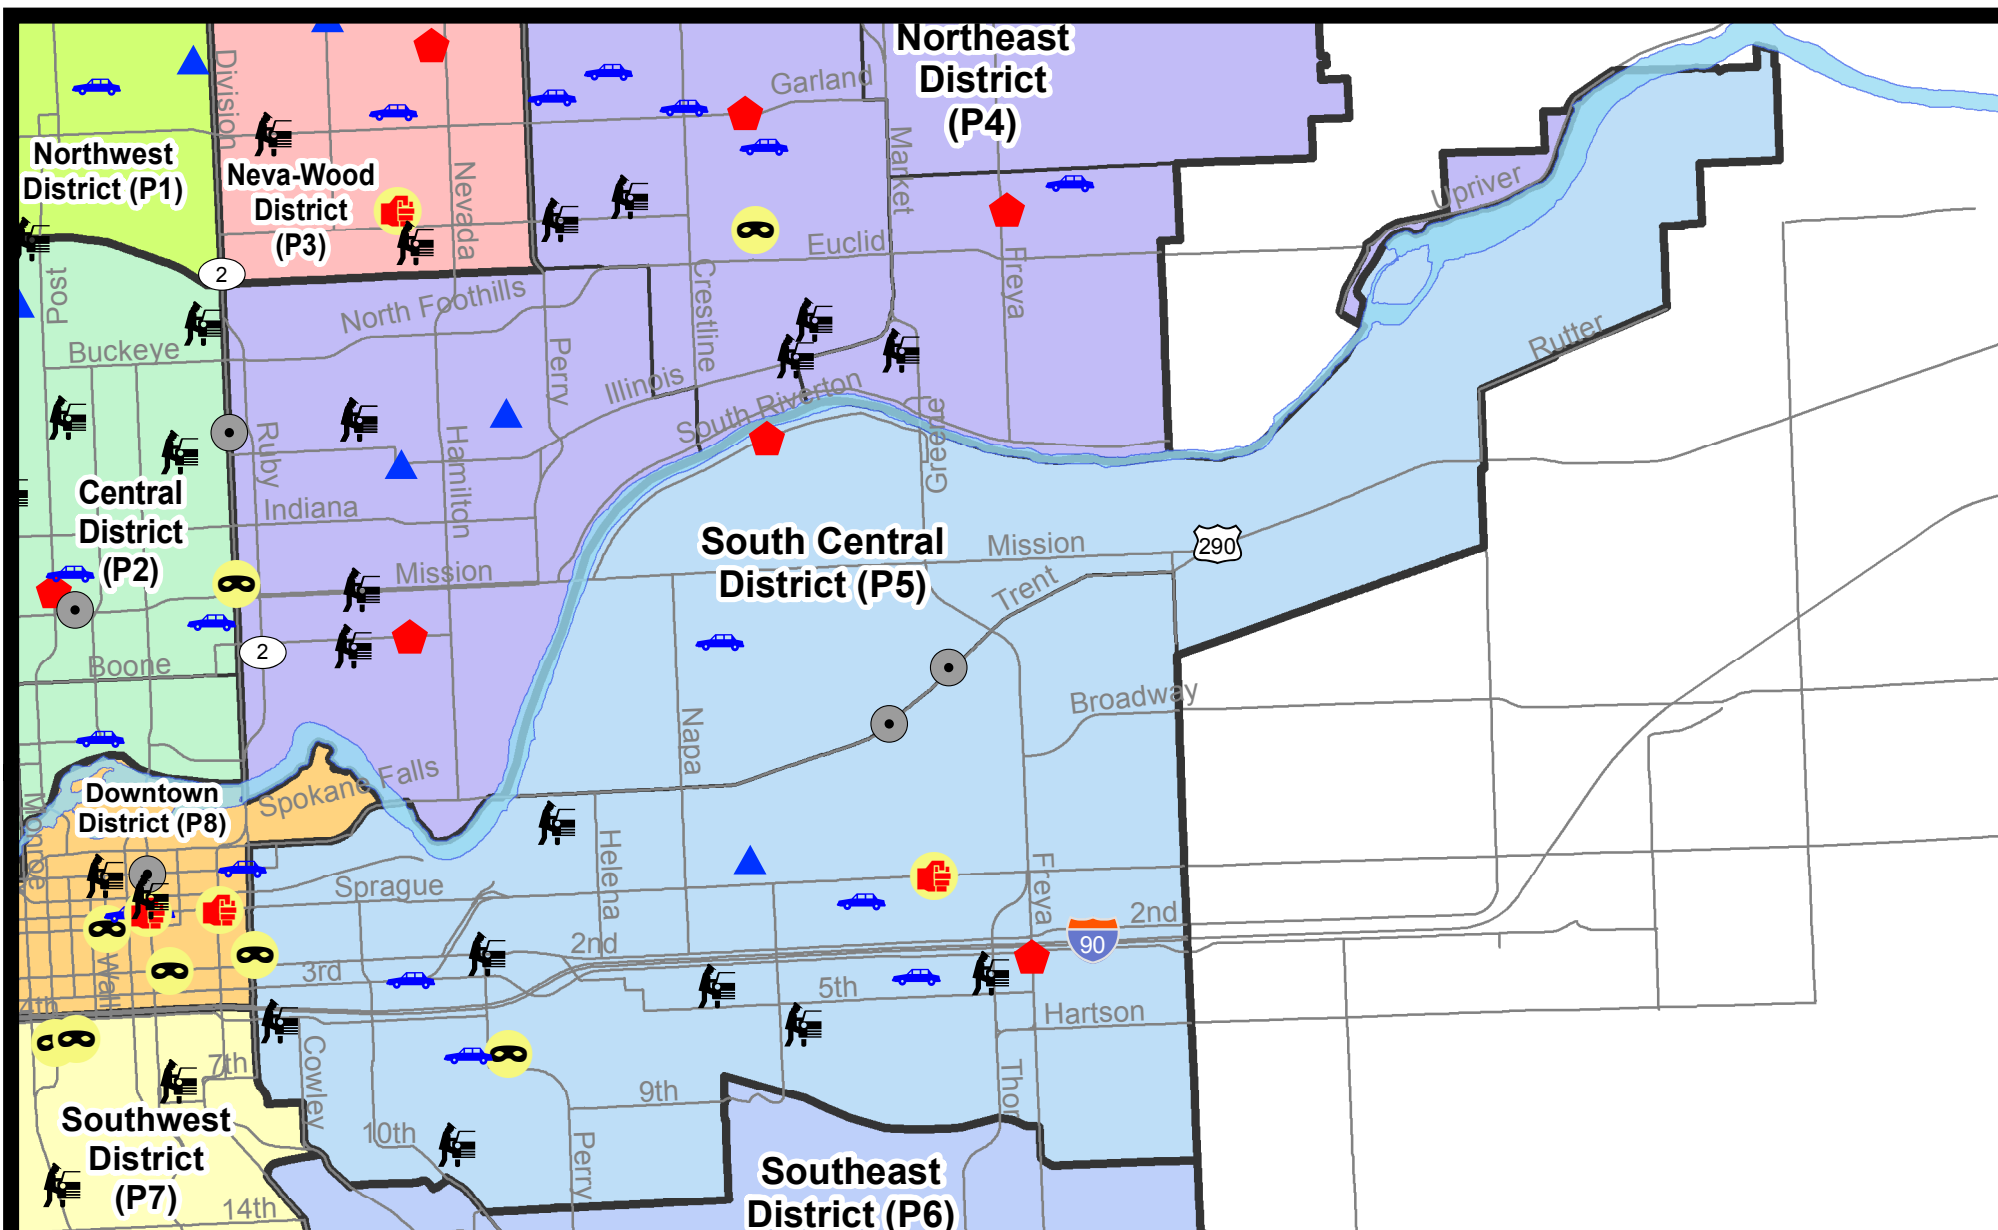 Northeast
District
(P4)
Garland
Division
Market
Northwest
District (P1)
Neva-Wood
District
(P3)
Nevada
Upriver
Euclid
Freya
2
Post
Crestline
North Foothills
Rutter
Buckeye
Perry
Illinois
South Riverton
Greene
Ruby
Hamilton
Central
District
(P2)
Indiana
South Central
District (P5)
Mission
290
Mission
Trent
2
Boone
Broadway
Napa
Spokane Falls
Downtown
District (P8)
Monroe
Helena
Sprague
Freya
2nd
90
2nd
3rd
Wall
5th
4th
Hartson
Cowley
7th
Thor
9th
Southwest
District
(P7)
10th
Perry
Southeast
District (P6)
14th